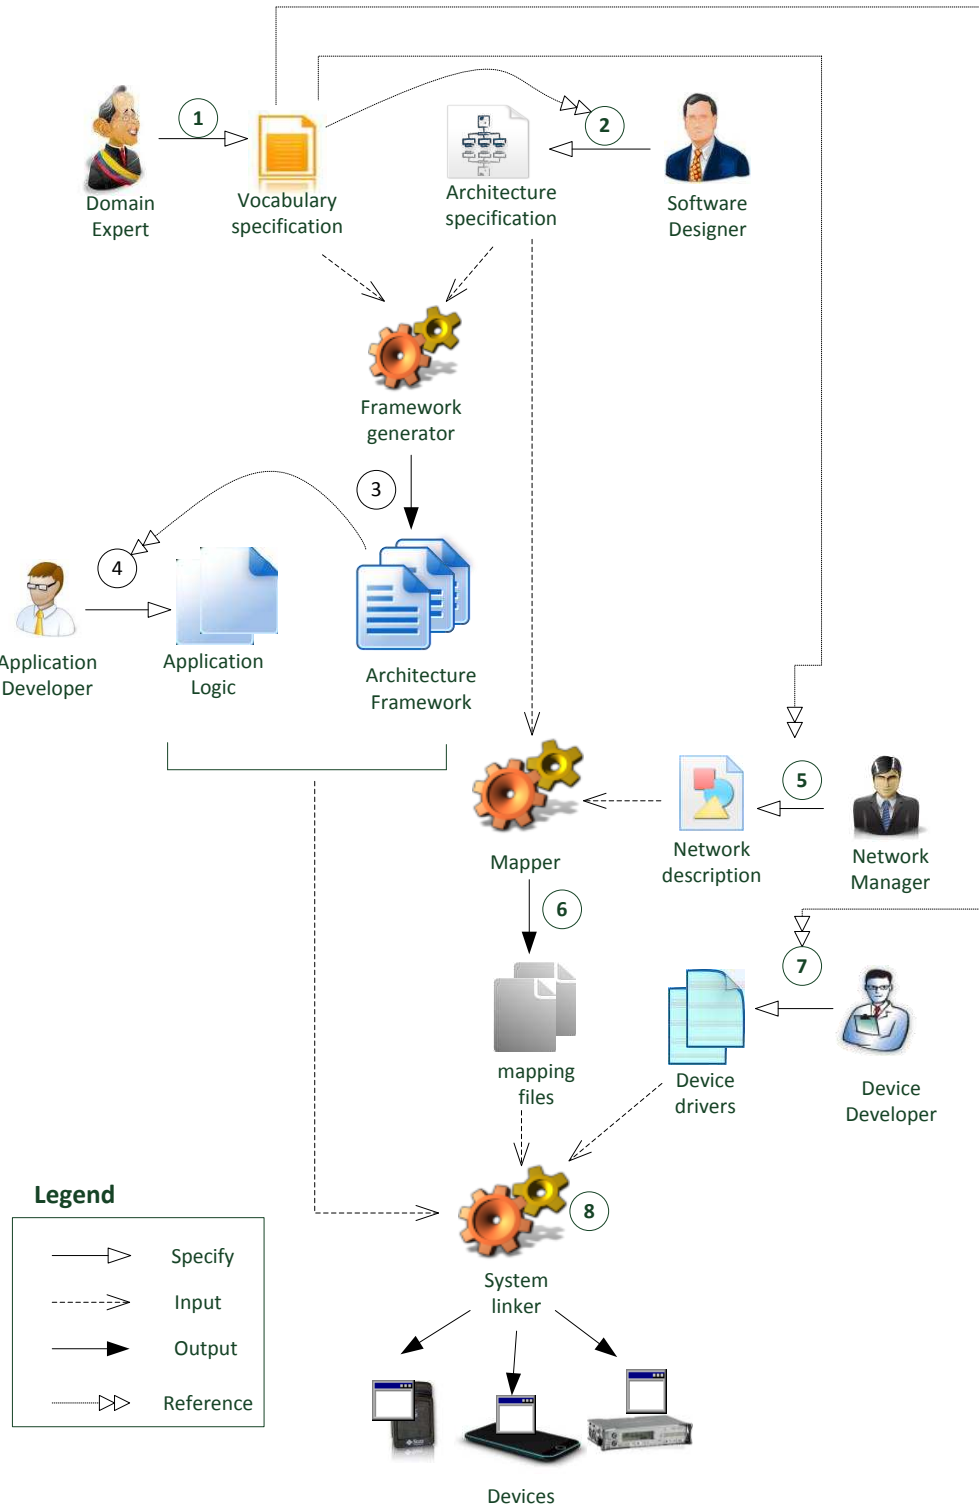 1
2
Domain
Expert
Vocabulary
specification
Architecture
specification
Software
Designer
Framework
generator
3
4
Application
Developer
Application
Logic
Architecture
Framework
5
Mapper
Network
description
Network
Manager
6
7
mapping
files
Device
drivers
Device
Developer
8
System
linker
Legend
Specify
Input
Output
Reference
Devices